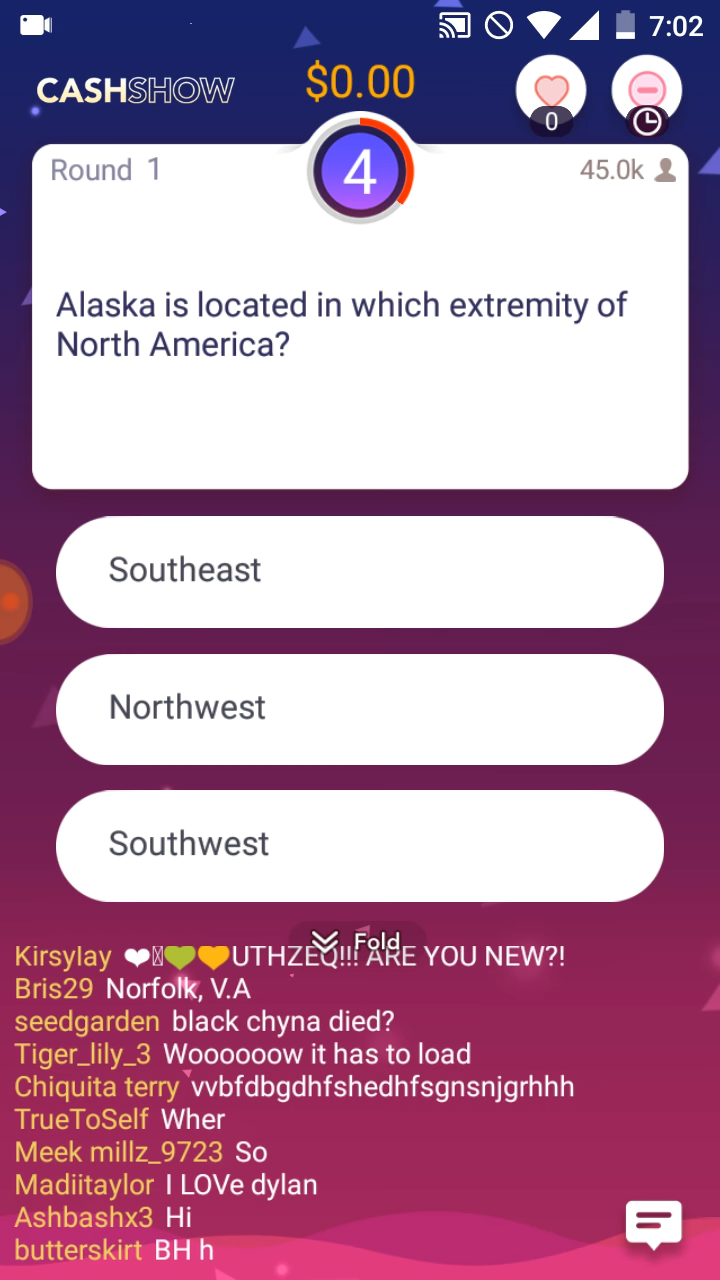 7:02
CASHSHOW
$0.00
0
Round 1
4
45.0k
Alaska is located in which extremity of
North America?
Southeast
Northwest
Southwest
Fold
Kirsylay 🤍💚💛UTHZEQ!!! ARE YOU NEW?!
Bris29 Norfolk, V.A
seedgarden black chyna died?
Tiger_lily_3 Woooooow it has to load
Chiquita terry vvbfdbgdhfshedhfsgnsnjgrhhh
TrueToSelf Wher
Meek millz_9723 So
Madiitaylor I LOVe dylan
Ashbashx3 Hi
butterskirt BH h